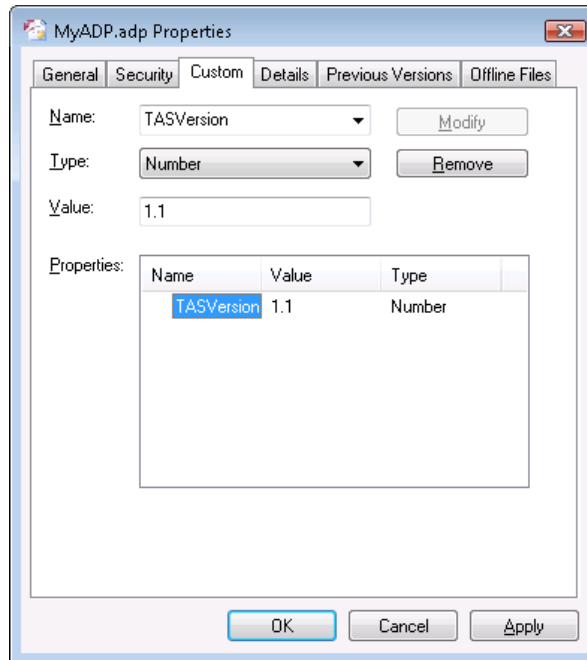 MyADP.adp Properties
General Security Custom Details Previous Versions Offline Files
Name: TASVersion Modify
Type: Number Remove
Value: 1.1
Properties: Name Value Type
TASVersion 1.1 Number
OK Cancel Apply